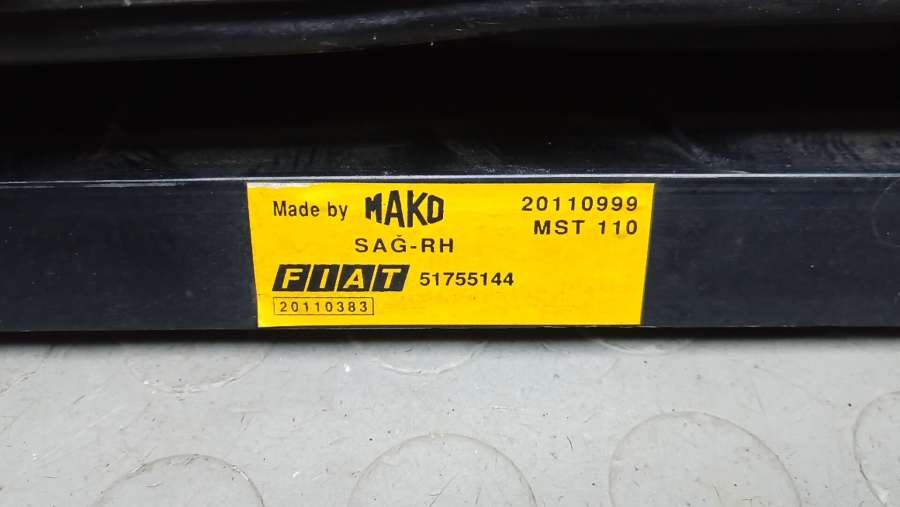 Made by MAKO 20110999
MST 110
SAĞ-RH
FIAT 51755144
20110383